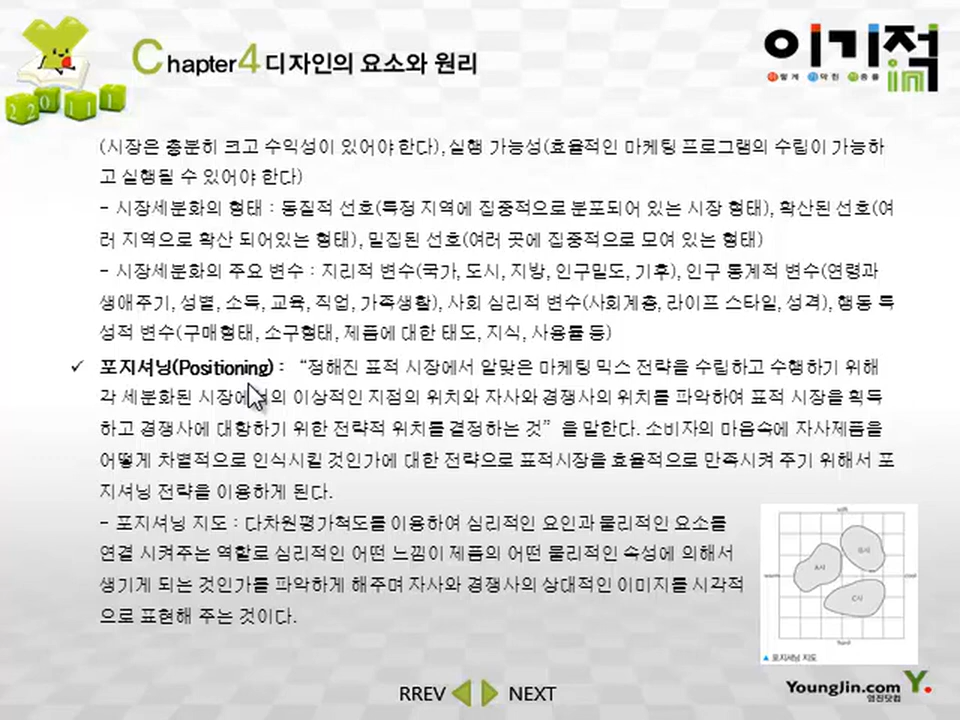 Chapter4 디자인의 요소와 원리
이기적in
이렇게 기막힌 적중률
2011
(시장은 충분히 크고 수익성이 있어야 한다), 실행 가능성(효율적인 마케팅 프로그램의 수립이 가능하
고 실행될 수 있어야 한다)
- 시장세분화의 형태 : 동질적 선호(특정 지역에 집중적으로 분포되어 있는 시장 형태), 확산된 선호(여
러 지역으로 확산 되어있는 형태), 밀집된 선호(여러 곳에 집중적으로 모여 있는 형태)
- 시장세분화의 주요 변수 : 지리적 변수(국가, 도시, 지방, 인구밀도, 기후), 인구 통계적 변수(연령과
생애주기, 성별, 소득, 교육, 직업, 가족생활), 사회 심리적 변수(사회계층, 라이프 스타일, 성격), 행동 특
성적 변수(구매형태, 소구형태, 제품에 대한 태도, 지식, 사용률 등)
✓ 포지셔닝(Positioning) : “정해진 표적 시장에서 알맞은 마케팅 믹스 전략을 수립하고 수행하기 위해
각 세분화된 시장에서의 이상적인 지점의 위치와 자사와 경쟁사의 위치를 파악하여 표적 시장을 획득
하고 경쟁사에 대항하기 위한 전략적 위치를 결정하는 것” 을 말한다. 소비자의 마음속에 자사제품을
어떻게 차별적으로 인식시킬 것인가에 대한 전략으로 표적시장을 효율적으로 만족시켜 주기 위해서 포
지셔닝 전략을 이용하게 된다.
- 포지셔닝 지도 : 다차원평가척도를 이용하여 심리적인 요인과 물리적인 요소를
연결 시켜주는 역할로 심리적인 어떤 느낌이 제품의 어떤 물리적인 속성에 의해서
생기게 되는 것인가를 파악하게 해주며 자사와 경쟁사의 상대적인 이미지를 시각적
으로 표현해 주는 것이다.
A사
B사
C사
▲ 포지셔닝 지도
RREV NEXT
YoungJin.com Y.
영진닷컴